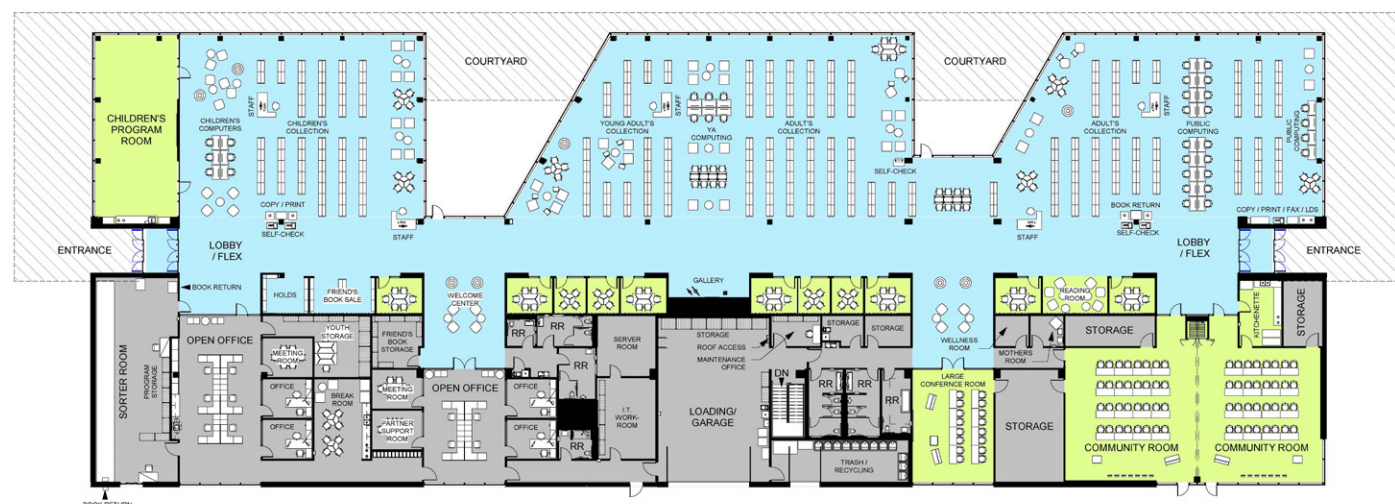 COURTYARD
COURTYARD
CHILDREN'S
PROGRAM
ROOM
CHILDREN'S
COMPUTERS
STAFF
CHILDREN'S
COLLECTION
STAFF
YOUNG ADULT'S
COLLECTION
YA
COMPUTING
ADULT'S
COLLECTION
STAFF
ADULT'S
COLLECTION
PUBLIC
COMPUTING
PUBLIC
COMPUTING
SELF-CHECK
COPY / PRINT
SELF-CHECK
STAFF
STAFF
BOOK RETURN
SELF-CHECK
COPY / PRINT / FAX / LDS
ENTRANCE
LOBBY
/ FLEX
LOBBY
/ FLEX
ENTRANCE
BOOK RETURN
HOLDS
FRIEND'S
BOOK SALE
WELCOME
CENTER
GALLERY
READING
ROOM
KITCHENETTE
STORAGE
SORTER ROOM
PROGRAM
STORAGE
OPEN OFFICE
YOUTH
STORAGE
MEETING
ROOM
FRIEND'S
BOOK
STORAGE
OFFICE
OFFICE
BREAK
ROOM
MEETING
ROOM
PARTNER
SUPPORT
ROOM
OPEN OFFICE
RR
RR
RR
RR
OFFICE
OFFICE
SERVER
ROOM
I.T.
WORK-
ROOM
STORAGE
ROOF ACCESS
MAINTENANCE
OFFICE
STORAGE
STORAGE
LOADING/
GARAGE
DN
RR
RR
RR
TRASH /
RECYCLING
WELLNESS
ROOM
MOTHERS
ROOM
STORAGE
LARGE
CONFERNCE ROOM
STORAGE
COMMUNITY ROOM
COMMUNITY ROOM
BOOK RETURN